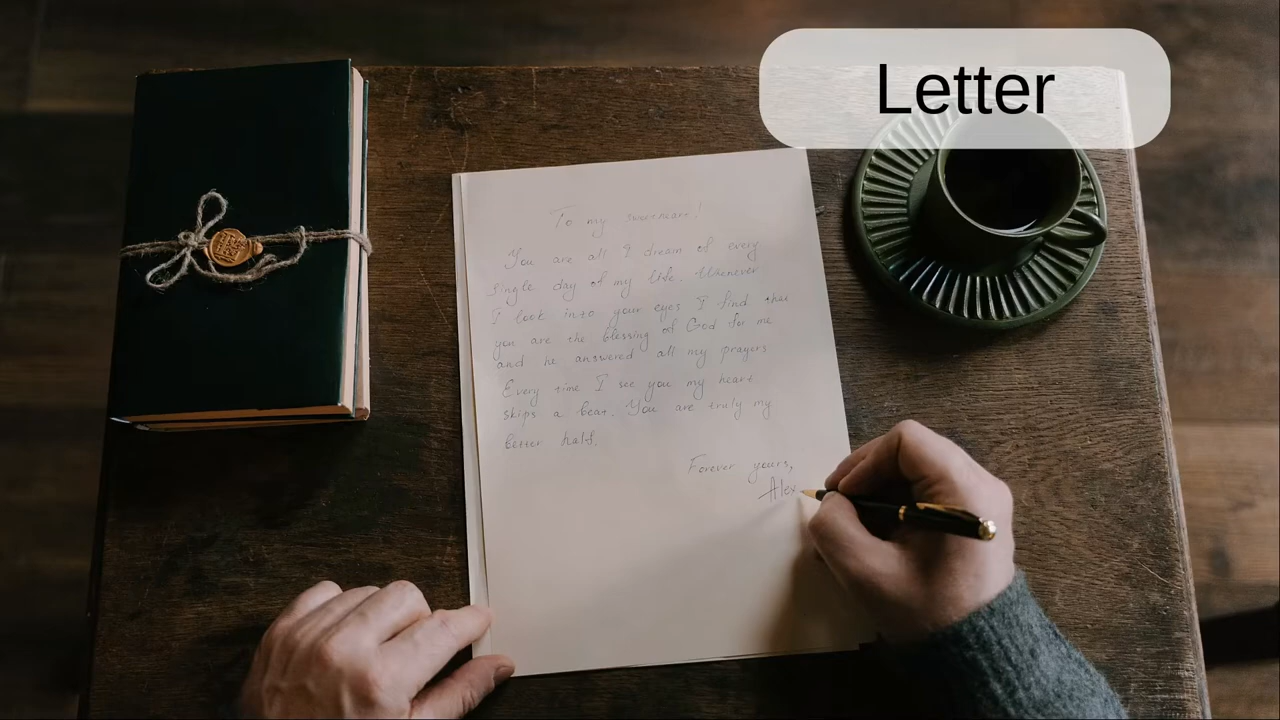 Letter
To my sweetheart!
You are all I dream of every
single day of my life. Whenever
I look into your eyes I find that
you are the blessing of God for me
and he answered all my prayers
Every time I see you my heart
skips a beat. You are truly my
better half.
Forever yours,
Alex